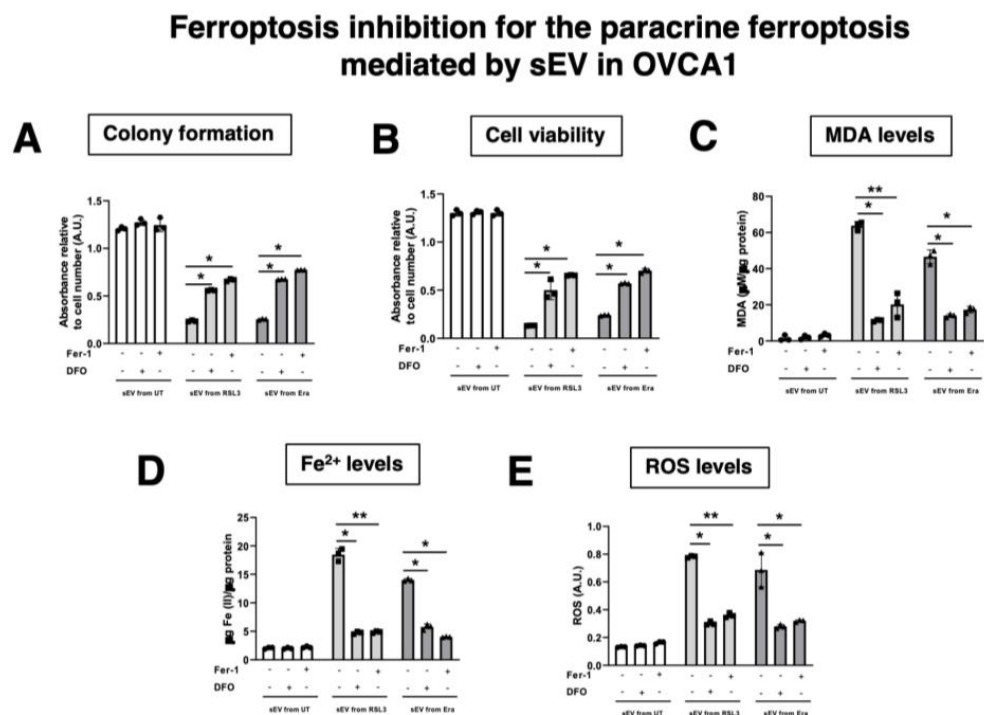 Ferroptosis inhibition for the paracrine ferroptosis
mediated by sEV in OVCA1
A
Colony formation
Absorbance relative
to cell number (A.U.)
1.5
1.0
0.5
0.0
* * * *
Fer-1 - - + - - + - - +
DFO - + - - + - - + -
sEV from UT sEV from RSL3 sEV from Era
B
Cell viability
Absorbance relative
to cell number (A.U.)
1.5
1.0
0.5
0.0
* * * *
Fer-1 - - + - - + - - +
DFO - + - - + - - + -
sEV from UT sEV from RSL3 sEV from Era
C
MDA levels
MDA ( M/ g protein)
80
60
40
20
0
** * * *
Fer-1 - - + - - + - - +
DFO - + - - + - - + -
sEV from UT sEV from RSL3 sEV from Era
D
Fe²⁺ levels
g Fe (II)/ g protein
25
20
15
10
5
0
** * * *
Fer-1 - - + - - + - - +
DFO - + - - + - - + -
sEV from UT sEV from RSL3 sEV from Era
E
ROS levels
ROS (A.U.)
1.0
0.8
0.6
0.4
0.2
0.0
** * * *
Fer-1 - - + - - + - - +
DFO - + - - + - - + -
sEV from UT sEV from RSL3 sEV from Era